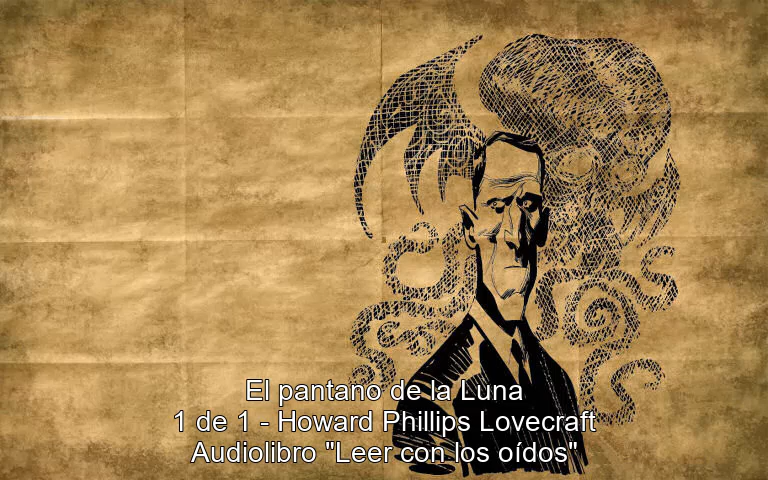 El pantano de la Luna
1 de 1 - Howard Phillips Lovecraft
Audiolibro "Leer con los oídos"